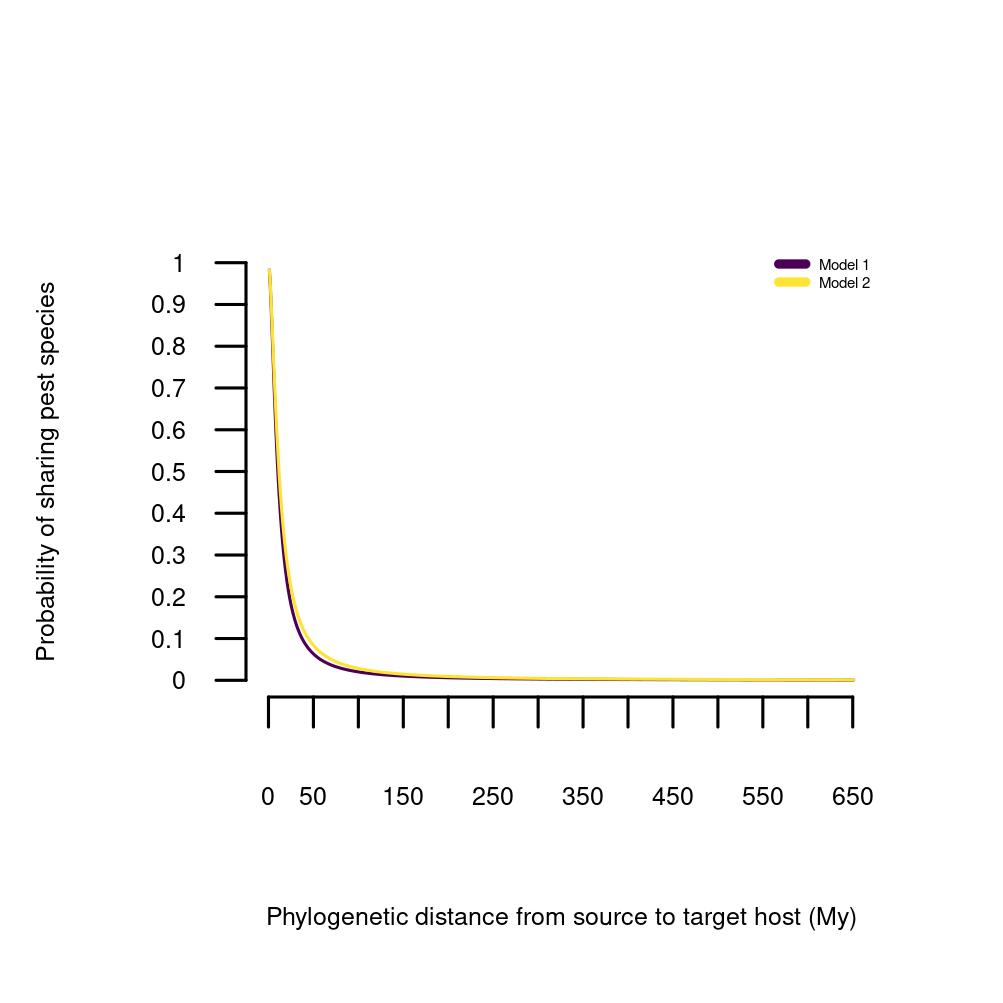 Model 1
Model 2
Probability of sharing pest species
1
0.9
0.8
0.7
0.6
0.5
0.4
0.3
0.2
0.1
0
0 50 150 250 350 450 550 650
Phylogenetic distance from source to target host (My)